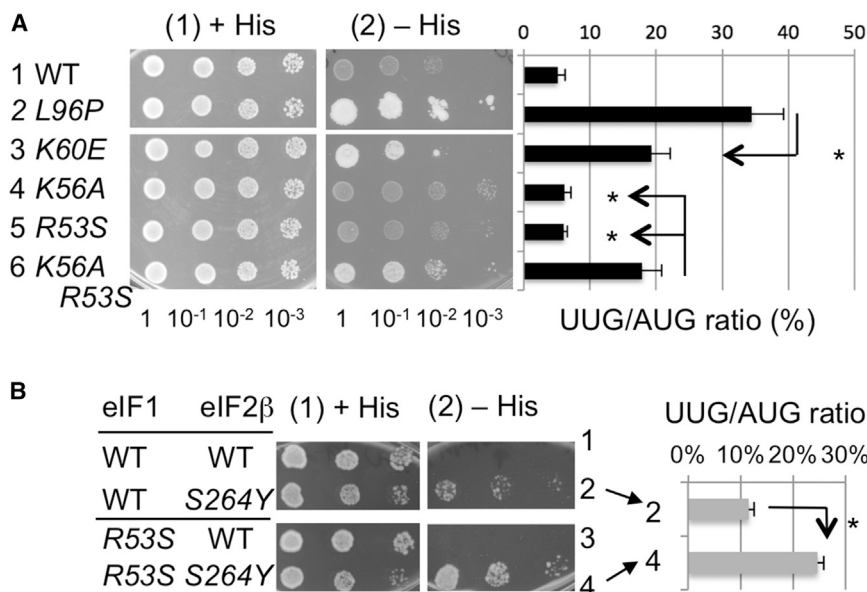 A
(1) + His (2) – His
0 10 20 30 40 50
1 WT
2 L96P
3 K60E
*
4 K56A
*
5 R53S
*
6 K56A
R53S
1 10-1 10-2 10-3 1 10-1 10-2 10-3
UUG/AUG ratio (%)
B
eIF1 eIF2β (1) + His (2) – His
UUG/AUG ratio
0% 10% 20% 30%
WT WT 1
WT S264Y 2 2
*
R53S WT 3
R53S S264Y 4 4